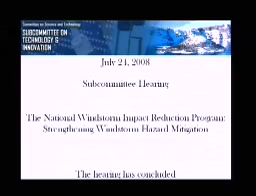 Committee on Science and Technology
SUBCOMMITTEE ON
TECHNOLOGY &
INNOVATION
July 24, 2008
Subcommittee Hearing
The National Windstorm Impact Reduction Program:
Strengthening Windstorm Hazard Mitigation
The hearing has concluded